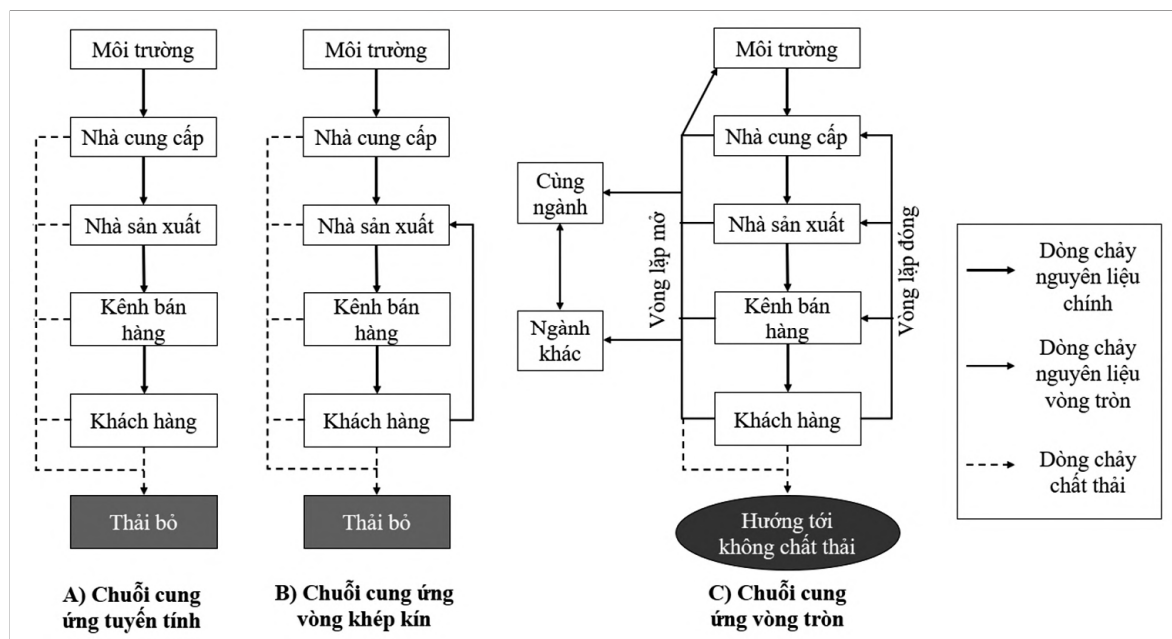 Môi trường
Nhà cung cấp
Nhà sản xuất
Kênh bán
hàng
Khách hàng
Thải bỏ
A) Chuỗi cung
ứng tuyến tính
Môi trường
Nhà cung cấp
Nhà sản xuất
Kênh bán
hàng
Khách hàng
Thải bỏ
B) Chuỗi cung ứng
vòng khép kín
Môi trường
Nhà cung cấp
Nhà sản xuất
Kênh bán
hàng
Khách hàng
Cùng
ngành
Ngành
khác
Vòng lặp mở
Vòng lặp đóng
Hướng tới
không chất thải
C) Chuỗi cung
ứng vòng tròn
Dòng chảy
nguyên liệu
chính
Dòng chảy
nguyên liệu
vòng tròn
Dòng chảy
chất thải